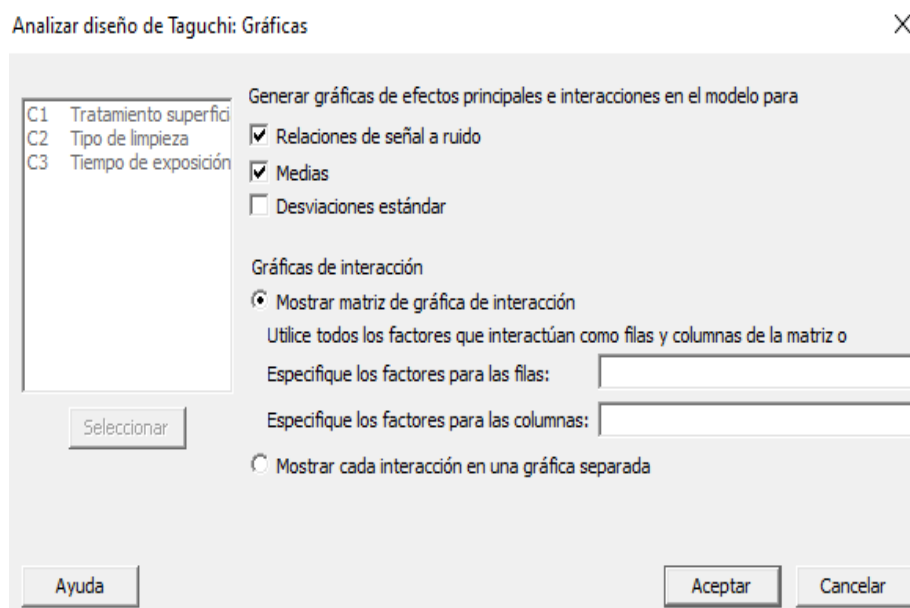 Analizar diseño de Taguchi: Gráficas
C1 Tratamiento superfici
C2 Tipo de limpieza
C3 Tiempo de exposición
Seleccionar
Generar gráficas de efectos principales e interacciones en el modelo para
Relaciones de señal a ruido
Medias
Desviaciones estándar
Gráficas de interacción
Mostrar matriz de gráfica de interacción
Utilice todos los factores que interactúan como filas y columnas de la matriz o
Especifique los factores para las filas:
Especifique los factores para las columnas:
Mostrar cada interacción en una gráfica separada
Ayuda
Aceptar
Cancelar